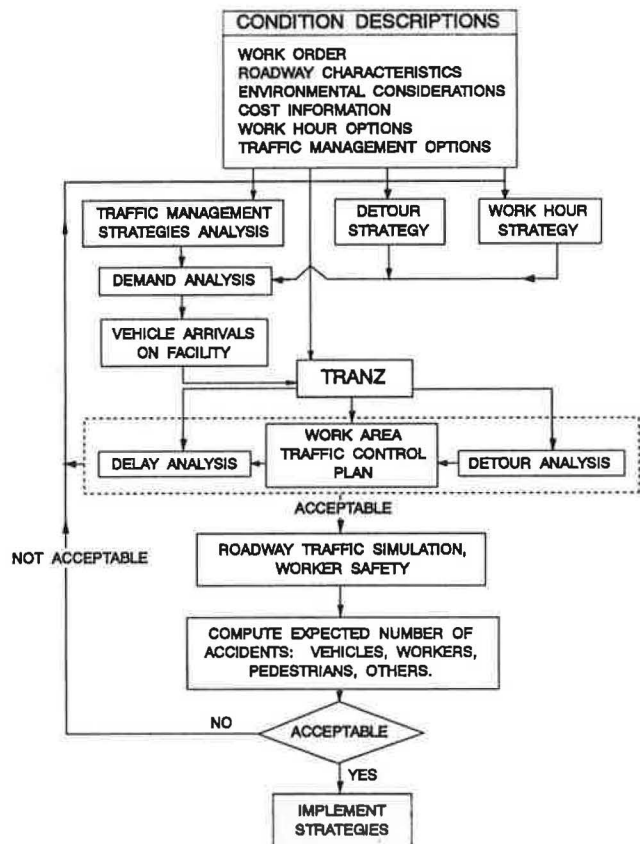 CONDITION DESCRIPTIONS
WORK ORDER
ROADWAY CHARACTERISTICS
ENVIRONMENTAL CONSIDERATIONS
COST INFORMATION
WORK HOUR OPTIONS
TRAFFIC MANAGEMENT OPTIONS
TRAFFIC MANAGEMENT
STRATEGIES ANALYSIS
DETOUR
STRATEGY
WORK HOUR
STRATEGY
DEMAND ANALYSIS
VEHICLE ARRIVALS
ON FACILITY
TRANZ
DELAY ANALYSIS
WORK AREA
TRAFFIC CONTROL
PLAN
DETOUR ANALYSIS
ACCEPTABLE
NOT ACCEPTABLE
ROADWAY TRAFFIC SIMULATION,
WORKER SAFETY
COMPUTE EXPECTED NUMBER OF
ACCIDENTS: VEHICLES, WORKERS,
PEDESTRIANS, OTHERS.
NO
ACCEPTABLE
YES
IMPLEMENT
STRATEGIES